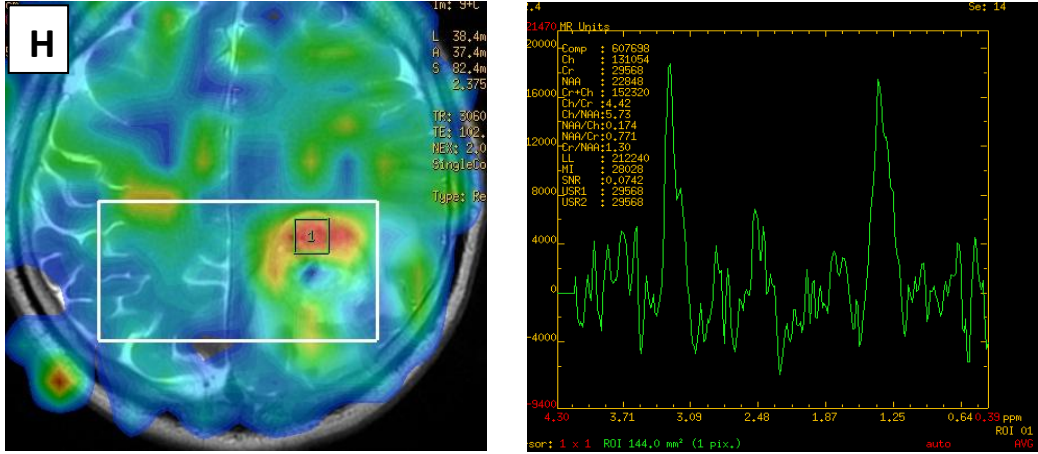 H
Im: 9+C
L 38.4m
A 37.4m
S 82.4m
2.375
TR: 3060
TE: 102.
NEX: 2.0
SingleCo
Type: Re
1
2.4
Se: 14
21470
MR Units
20000
16000
12000
8000
4000
0
-4000
-9400
Comp : 607698
Ch : 131054
Cr : 29568
NAA : 22848
Cr+Ch : 152320
Ch/Cr :4.42
Ch/NAA:5.73
NAA/Ch:0.174
NAA/Cr:0.771
Cr/NAA:1.30
LL : 212240
MI : 28028
SNR :0.0742
USR1 : 29568
USR2 : 29568
4.30 3.71 3.09 2.48 1.87 1.25 0.64 0.39 ppm
ROI 01
sor: 1 x 1 ROI 144.0 mm² (1 pix.) auto AVG